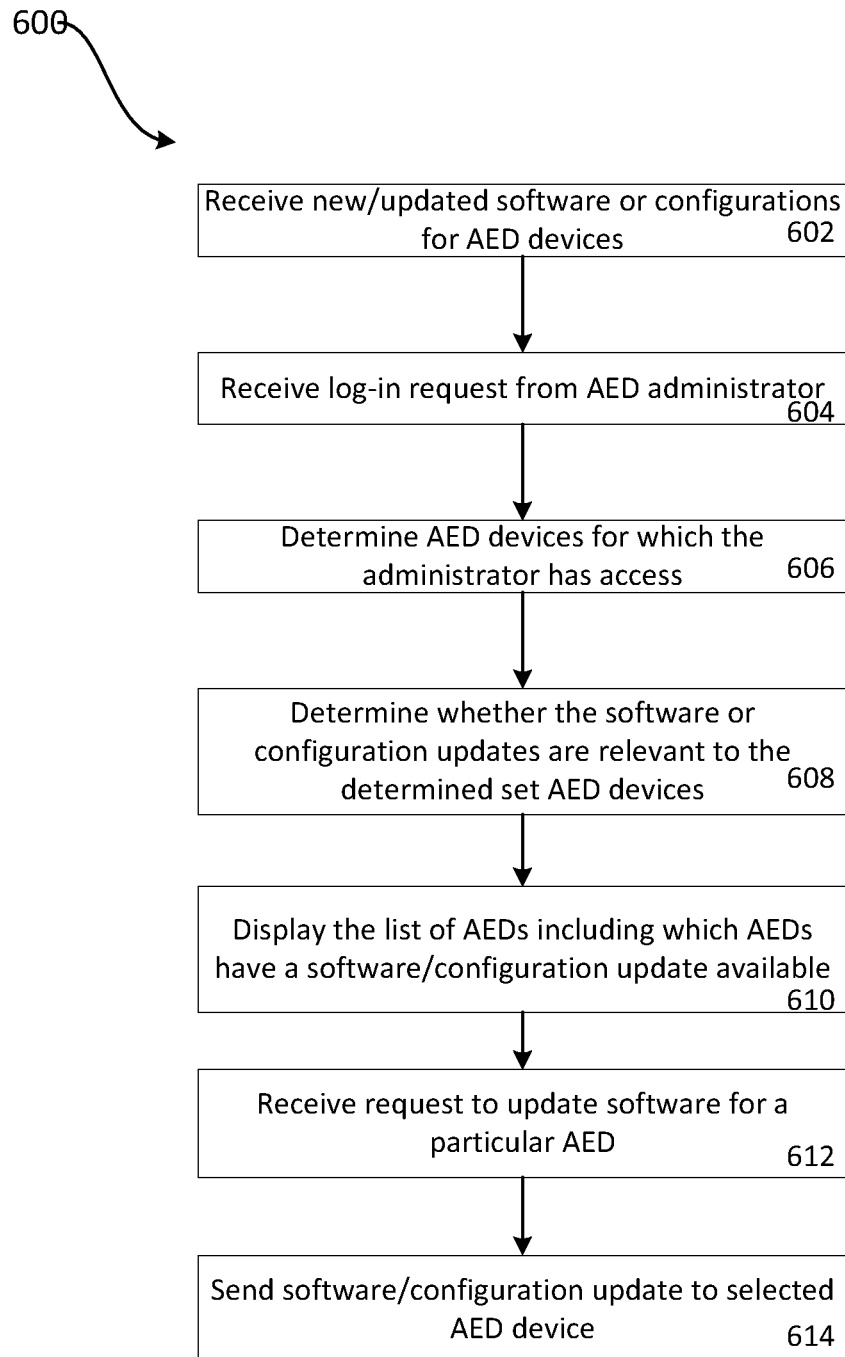 600
Receive new/updated software or configurations
for AED devices
602
Receive log-in request from AED administrator
604
Determine AED devices for which the
administrator has access
606
Determine whether the software or
configuration updates are relevant to the
determined set AED devices
608
Display the list of AEDs including which AEDs
have a software/configuration update available
610
Receive request to update software for a
particular AED
612
Send software/configuration update to selected
AED device
614